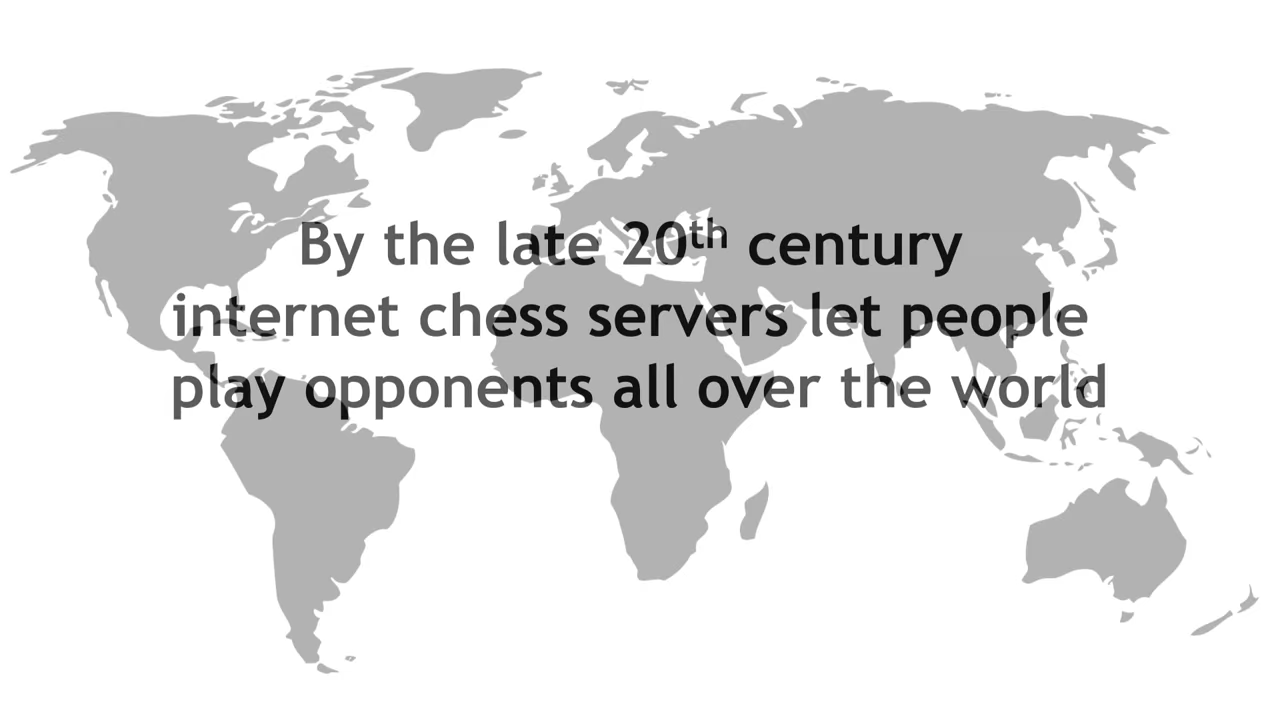 By the late 20th century
internet chess servers let people
play opponents all over the world